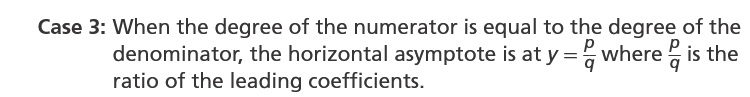 Case 3: When the degree of the numerator is equal to the degree of the
denominator, the horizontal asymptote is at y = p/q where p/q is the
ratio of the leading coefficients.